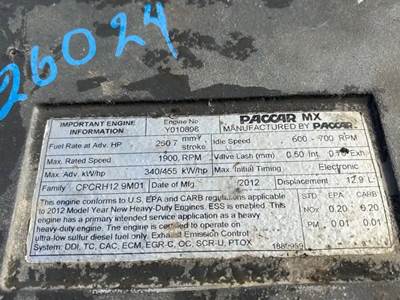 26024
IMPORTANT ENGINE INFORMATION
Engine No Y010896
PACCAR MX
MANUFACTURED BY PACCAR
Fuel Rate at Adv. HP 250.7 mm³/ stroke
Idle Speed 600 - 700 RPM
Max. Rated Speed 1900, RPM
Valve Lash (mm) 0.50 Int. Exh
Max. Adv. kW/hp 340/455 kW/hp
Max. Initial Timing Electronic
Family CPCRH12.9M01
Date of Mfg. /2012
Displacement 12.9 L
This engine conforms to U.S. EPA and CARB regulations applicable
to 2012 Model Year New Heavy-Duty Engines. ESS is enabled. This
engine has a primary intended service application as a heavy
heavy-duty engine. The engine is certified to operate on
ultra-low sulfur diesel fuel only. Exhaust Emission Control
System: DDI, TC, CAC, ECM, EGR-C, OC, SCR-U, PTOX
STD EPA CARB
NOx 0.20 0.20
PM 0.01 0.01